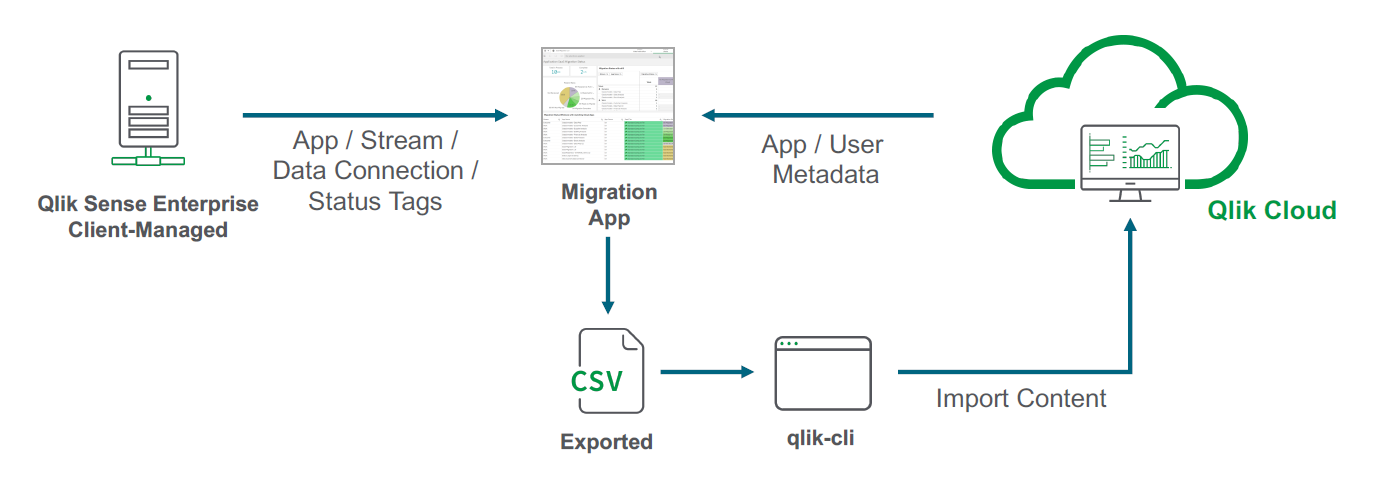 App / Stream /
Data Connection /
Status Tags
App / User
Metadata
Qlik Sense Enterprise
Client-Managed
Migration
App
Qlik Cloud
CSV
Exported
qlik-cli
Import Content